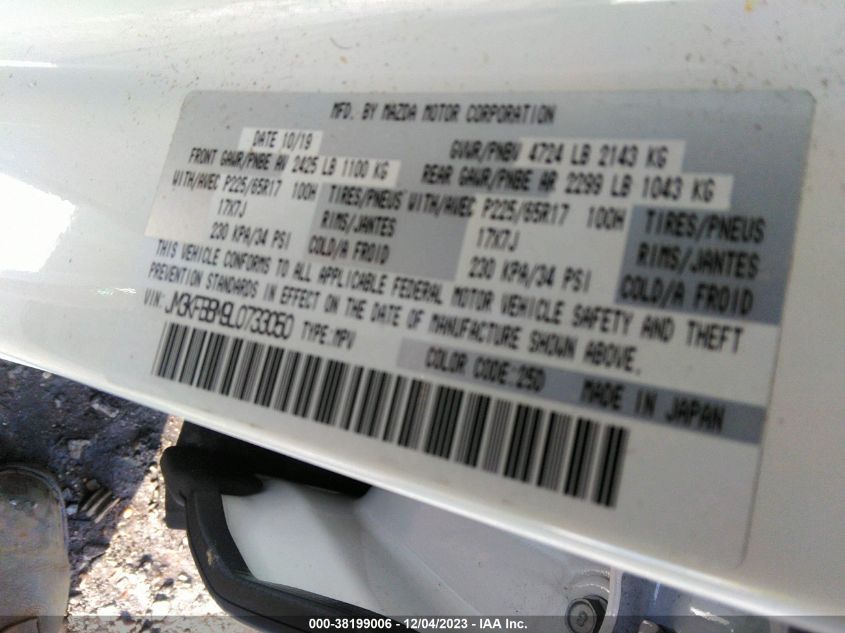 MFD. BY MAZDA MOTOR CORPORATION
DATE 10/19 GVWR/PNBV 4724 LB 2143 KG
FRONT GAWR/PNBE AV 2425 LB 1100 KG REAR GAWR/PNBE AR 2299 LB 1043 KG
WITH/AVEC P225/65R17 100H TIRES/PNEUS WITH/AVEC P225/65R17 100H TIRES/PNEUS
17X7J RIMS/JANTES 17X7J RIMS/JANTES
230 KPA/34 PSI COLD/A FROID 230 KPA/34 PSI COLD/A FROID
THIS VEHICLE CONFORMS TO ALL APPLICABLE FEDERAL MOTOR VEHICLE SAFETY AND THEFT
PREVENTION STANDARDS IN EFFECT ON THE DATE OF MANUFACTURE SHOWN ABOVE.
VIN: JM3KFBBM9L0733050 TYPE:MPV
COLOR CODE:25D MADE IN JAPAN
000-38199006 - 12/04/2023 - IAA Inc.